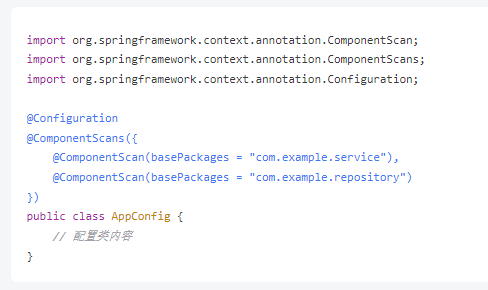 import org.springframework.context.annotation.ComponentScan;
import org.springframework.context.annotation.ComponentScans;
import org.springframework.context.annotation.Configuration;

@Configuration
@ComponentScans({
    @ComponentScan(basePackages = "com.example.service"),
    @ComponentScan(basePackages = "com.example.repository")
})
public class AppConfig {
    // 配置类内容
}